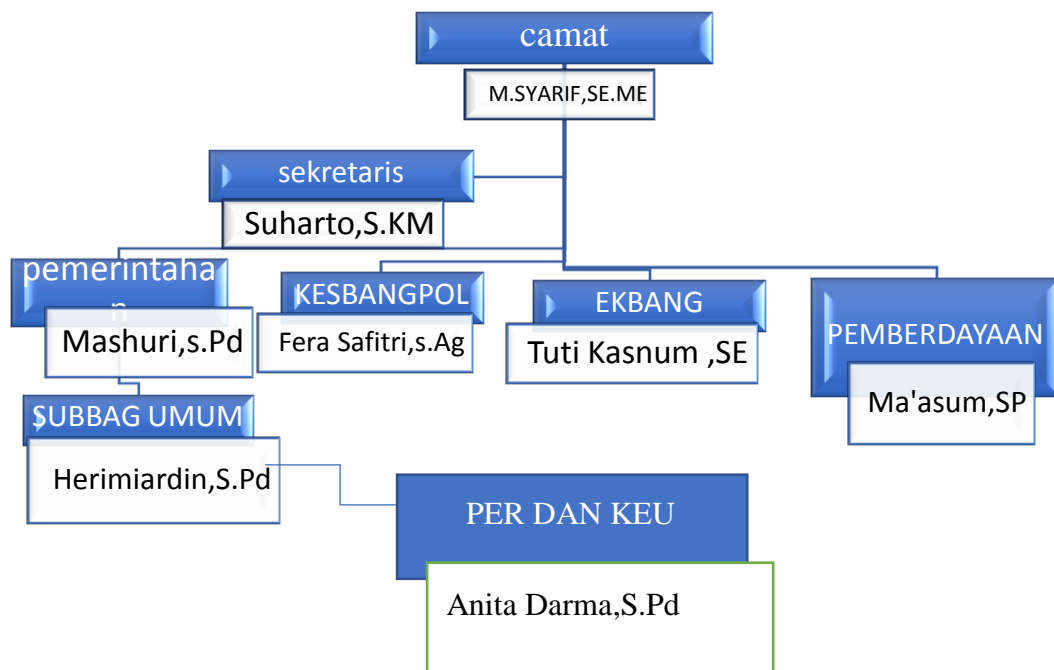 camat
M.SYARIF,SE.ME
sekretaris
Suharto,S.KM
pemerintaha
n
Mashuri,s.Pd
KESBANGPOL
Fera Safitri,s.Ag
EKBANG
Tuti Kasnum ,SE
PEMBERDAYAAN
Ma'asum,SP
SUBBAG UMUM
Herimiardin,S.Pd
PER DAN KEU
Anita Darma,S.Pd